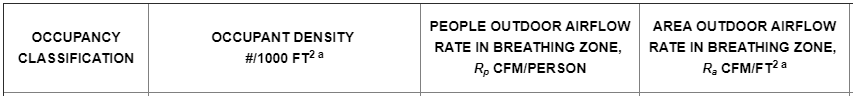 OCCUPANCY
CLASSIFICATION
OCCUPANT DENSITY
#/1000 FT² ᵃ
PEOPLE OUTDOOR AIRFLOW
RATE IN BREATHING ZONE,
Rₚ CFM/PERSON
AREA OUTDOOR AIRFLOW
RATE IN BREATHING ZONE,
Rₐ CFM/FT² ᵃ